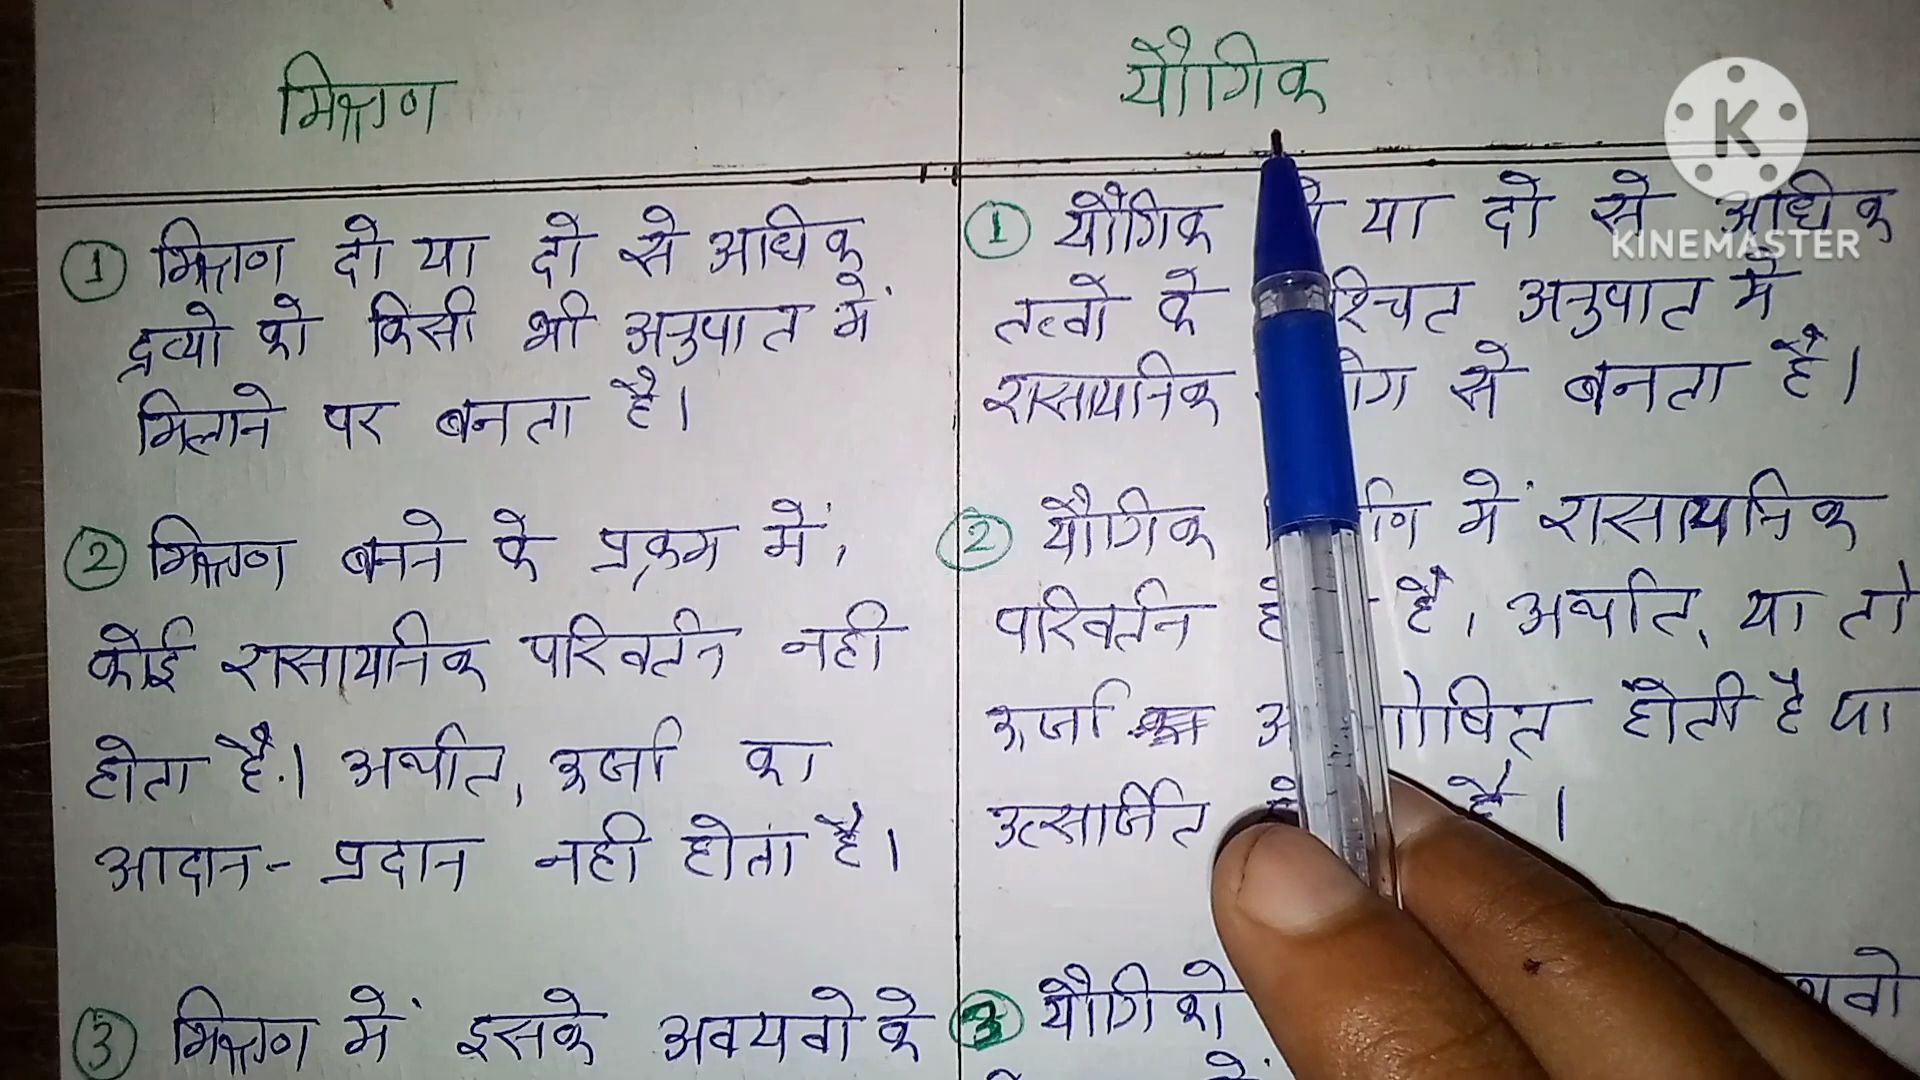 मिश्रण
यौगिक
K
KINEMASTER
① मिश्रण दो या दो से अधिक
द्रव्यो को किसी भी अनुपात में
मिलाने पर बनता है।
② मिश्रण बनने के प्रक्रम में,
कोई रासायनिक परिवर्तन नही
होता है.। अर्थात, ऊर्जा का
आदान-प्रदान नही होता है।
③ मिश्रण में इसके अवयवो के
① यौगिक या दो से अधिक
तत्वो के अनुपात में
रासायनिक से बनता है।
② यौगिक में रासायनिक
परिवर्तन है, अर्थात, या तो
ऊर्जा होती है या
उत्सर्जित है।
③ यौगिको